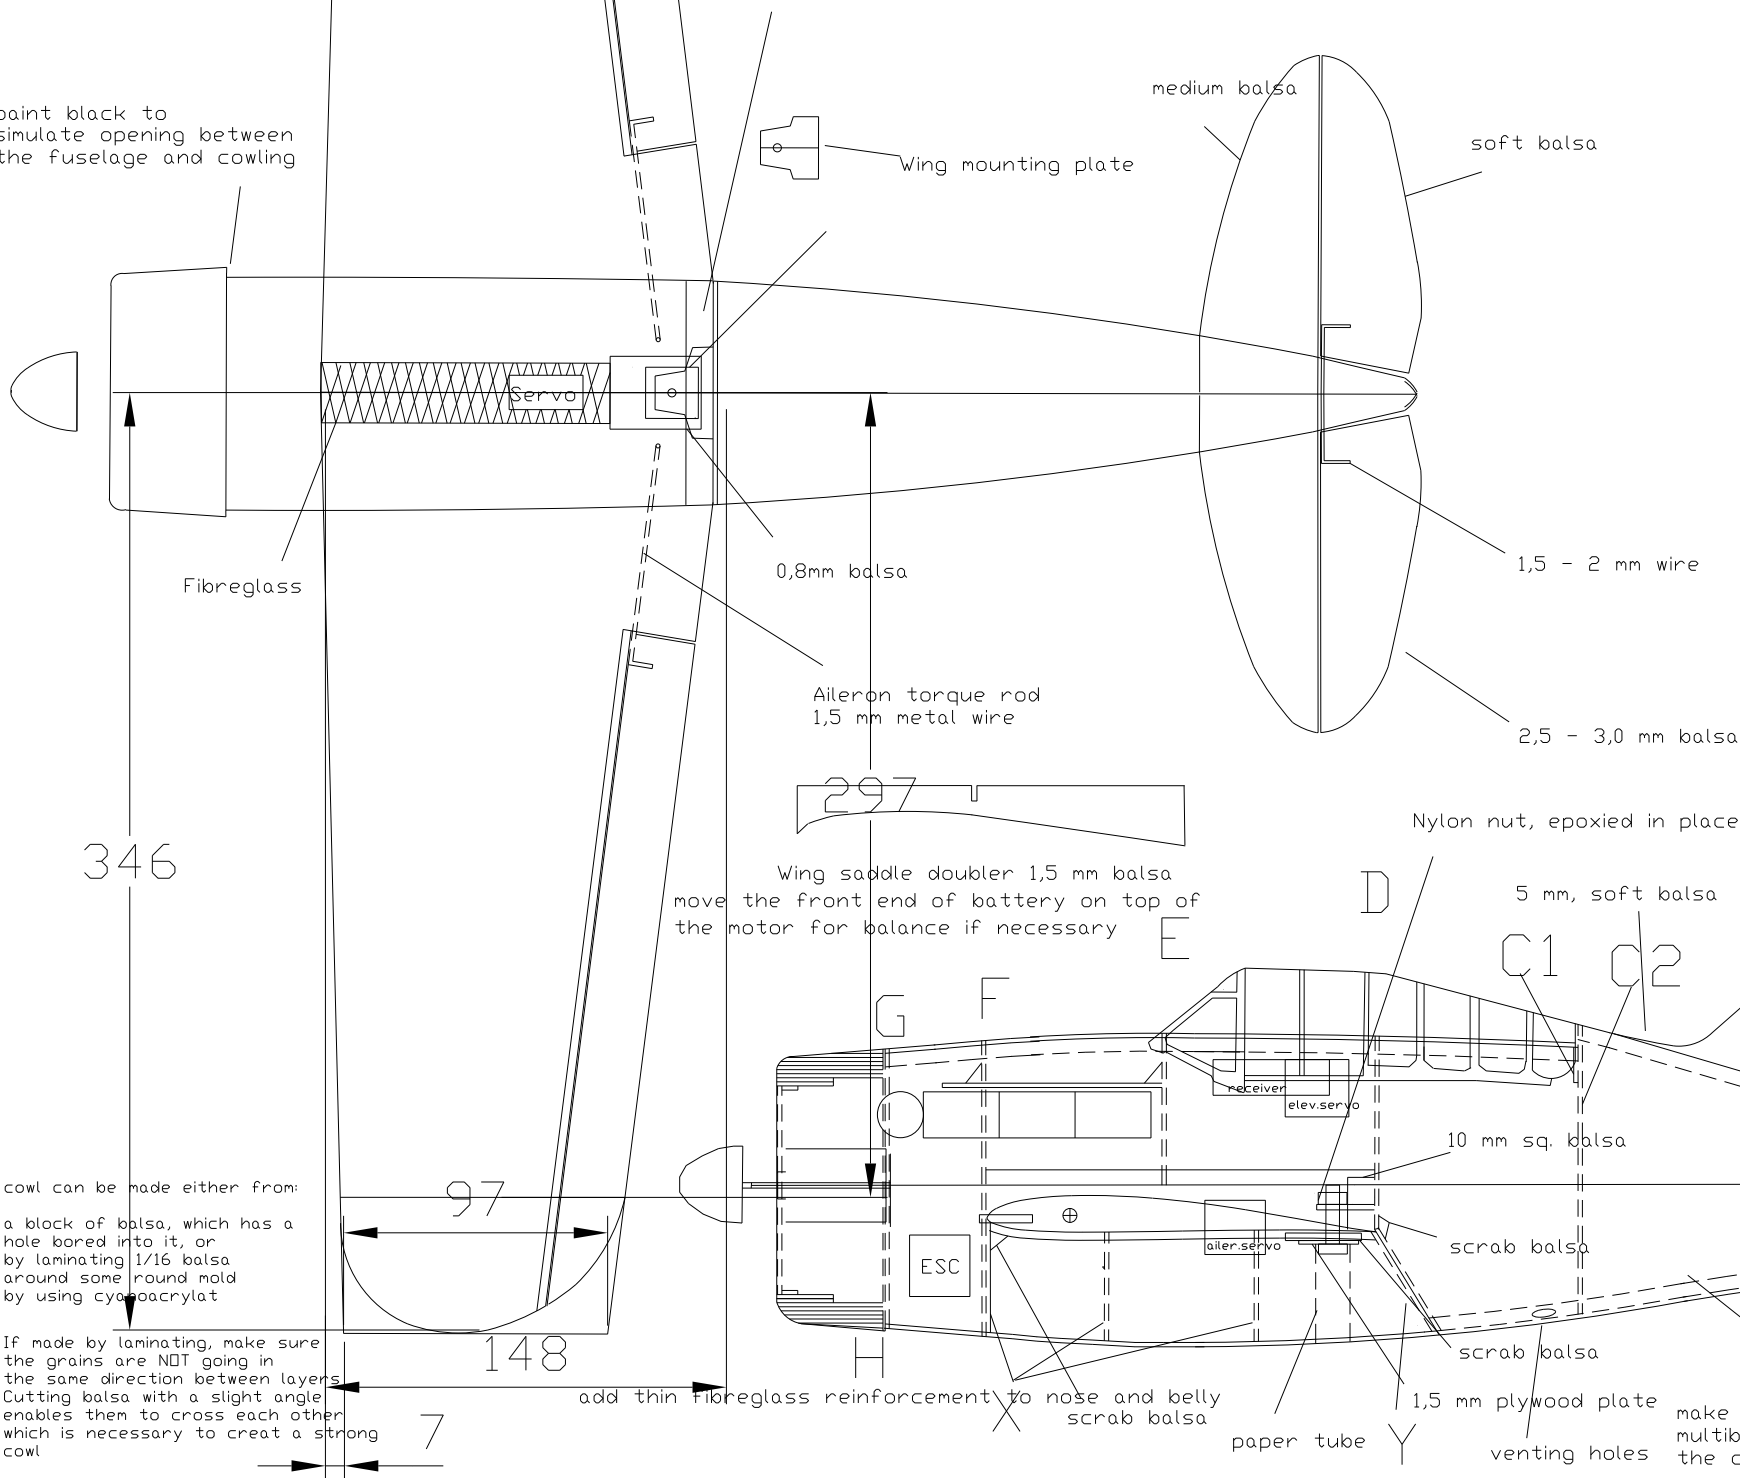 medium balsa
soft balsa
paint black to
simulate opening between
the fuselage and cowling
Wing mounting plate
Servo
Fibreglass
0,8mm balsa
1,5 - 2 mm wire
Aileron torque rod
1,5 mm metal wire
2,5 - 3,0 mm balsa
297
346
Nylon nut, epoxied in place
Wing saddle doubler 1,5 mm balsa
move the front end of battery on top of
the motor for balance if necessary
D
5 mm, soft balsa
E
C1
C2
F
G
receiver
elev.servo
10 mm sq. balsa
cowl can be made either from:
a block of balsa, which has a
hole bored into it, or
by laminating 1/16 balsa
around some round mold
by using cyanoacrylat
97
ailer.servo
scrab balsa
ESC
If made by laminating, make sure
the grains are NOT going in
the same direction between layers
Cutting balsa with a slight angle
enables them to cross each other
which is necessary to creat a strong
cowl
148
H
scrab balsa
add thin fibreglass reinforcement to nose and belly
X
scrab balsa
1,5 mm plywood plate
7
paper tube
Y
venting holes
make
multib
the c